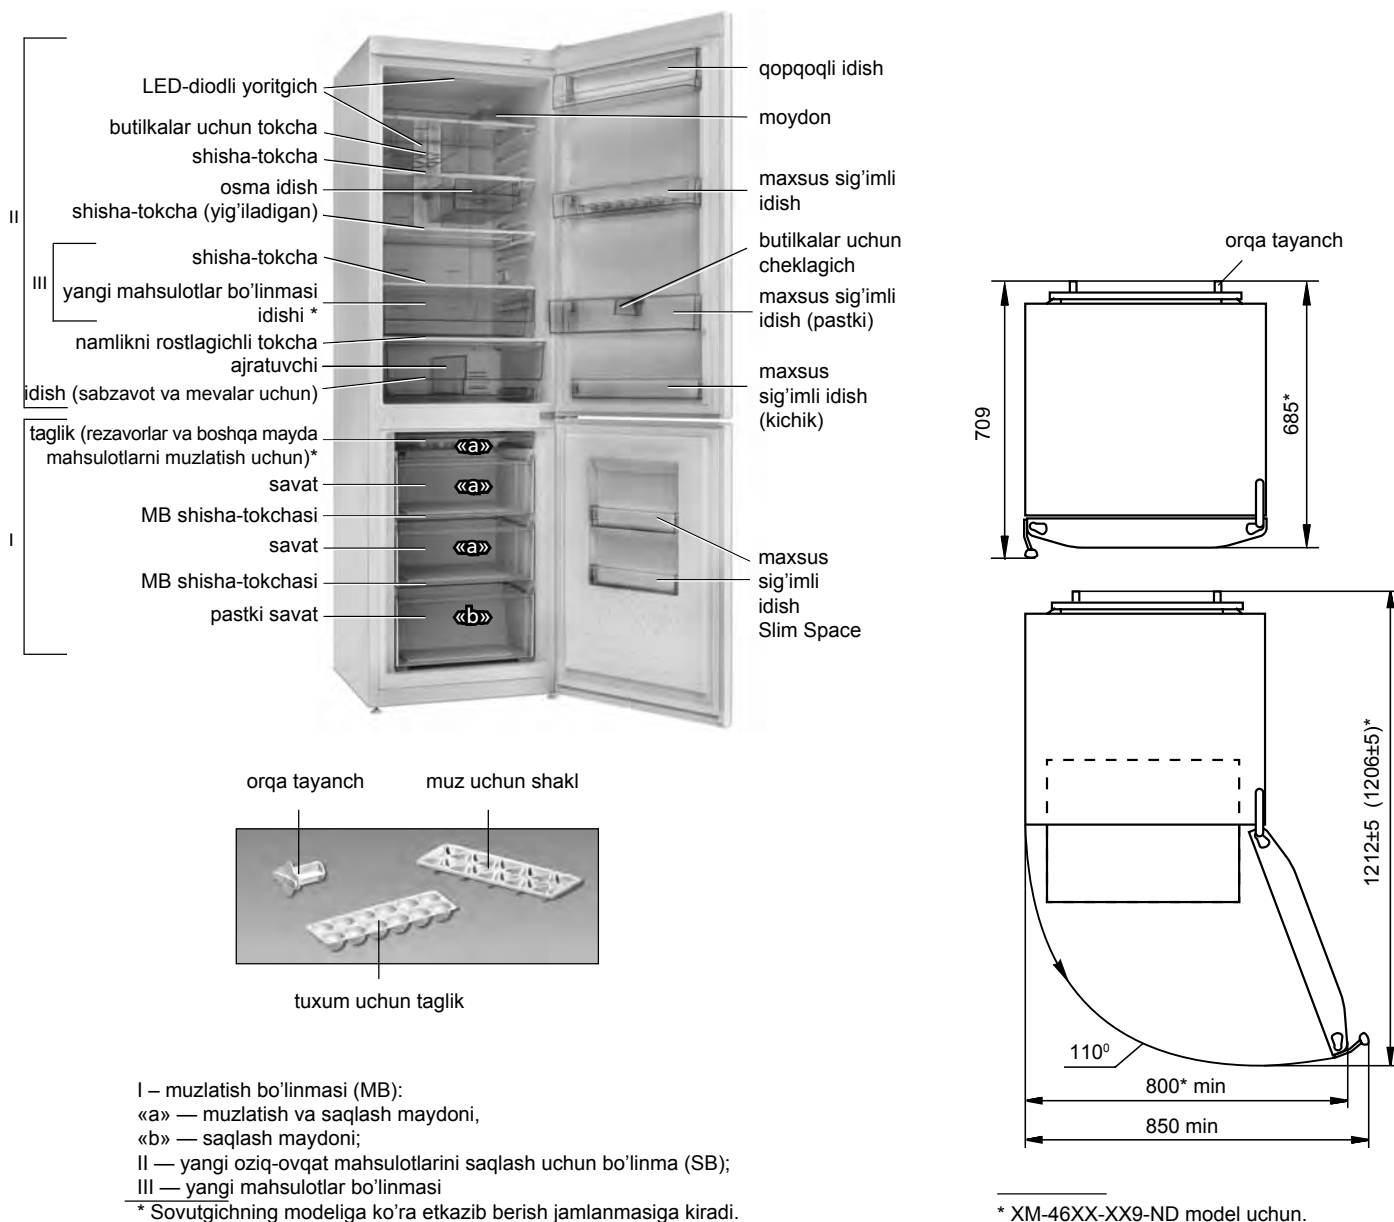 LED-diodli yoritgich
butilkalar uchun tokcha
shisha-tokcha
osma idish
shisha-tokcha (yig’iladigan)
II
shisha-tokcha
III
yangi mahsulotlar bo’linmasi
idishi *
namlikni rostlagichli tokcha
ajratuvchi
idish (sabzavot va mevalar uchun)
taglik (rezavorlar va boshqa mayda
mahsulotlarni muzlatish uchun)*
savat
MB shisha-tokchasi
I
savat
MB shisha-tokchasi
pastki savat
«a»
«a»
«a»
«b»
qopqoqli idish
moydon
maxsus sig’imli
idish
butilkalar uchun
cheklagich
maxsus sig’imli
idish (pastki)
maxsus
sig’imli idish
(kichik)
maxsus
sig’imli
idish
Slim Space
orqa tayanch
muz uchun shakl
tuxum uchun taglik
orqa tayanch
709
685*
1212±5 (1206±5)*
110⁰
800* min
850 min
I – muzlatish bo’linmasi (MB):
«a» — muzlatish va saqlash maydoni,
«b» — saqlash maydoni;
II — yangi oziq-ovqat mahsulotlarini saqlash uchun bo’linma (SB);
III — yangi mahsulotlar bo’linmasi
* Sovutgichning modeliga ko’ra etkazib berish jamlanmasiga kiradi.
* XM-46XX-XX9-ND model uchun.